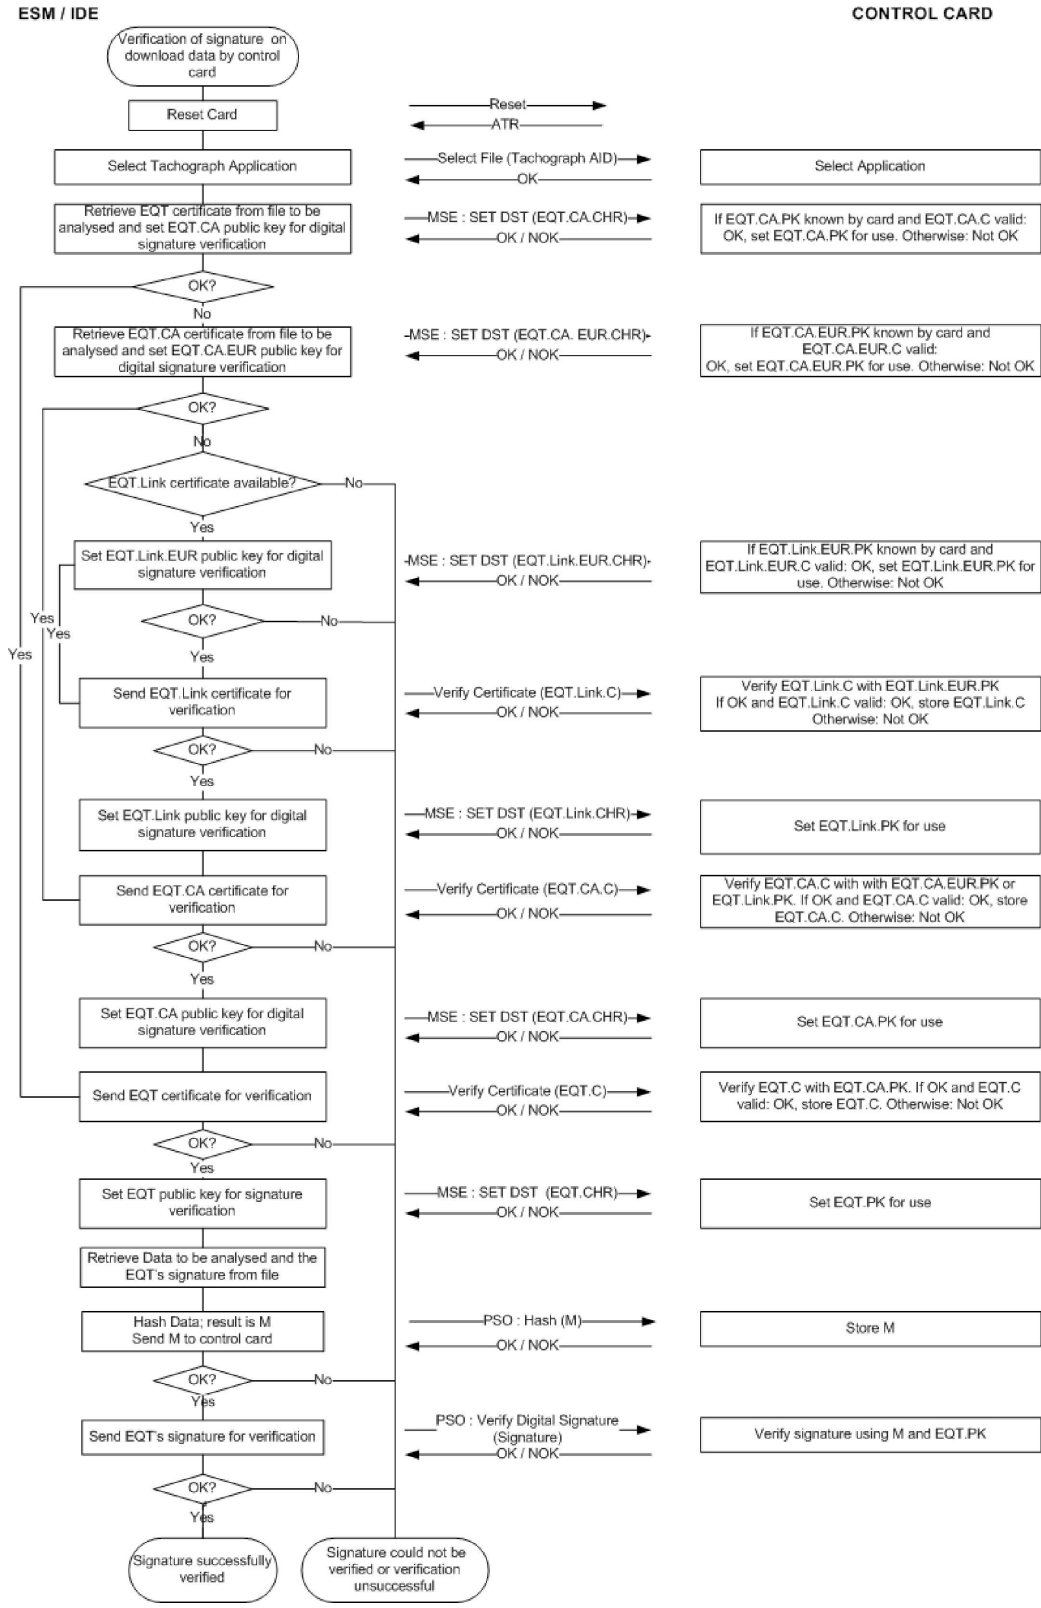 ESM / IDE
CONTROL CARD
Verification of signature on
download data by control
card
Reset Card
Reset
ATR
Select Tachograph Application
Select File (Tachograph AID)
OK
Select Application
Retrieve EQT certificate from file to be
analysed and set EQT.CA public key for digital
signature verification
MSE : SET DST (EQT.CA.CHR)
OK / NOK
If EQT.CA.PK known by card and EQT.CA.C valid:
OK, set EQT.CA.PK for use. Otherwise: Not OK
OK?
No
Retrieve EQT.CA certificate from file to be
analysed and set EQT.CA.EUR public key for
digital signature verification
MSE : SET DST (EQT.CA. EUR.CHR)
OK / NOK
If EQT.CA.EUR.PK known by card and
EQT.CA.EUR.C valid:
OK, set EQT.CA.EUR.PK for use. Otherwise: Not OK
OK?
No
EQT.Link certificate available?
No
Yes
Set EQT.Link.EUR public key for digital
signature verification
MSE : SET DST (EQT.Link.EUR.CHR)
OK / NOK
If EQT.Link.EUR.PK known by card and
EQT.Link.EUR.C valid: OK, set EQT.Link.EUR.PK for
use. Otherwise: Not OK
OK?
No
Yes
Yes
Yes
Yes
Send EQT.Link certificate for
verification
Verify Certificate (EQT.Link.C)
OK / NOK
Verify EQT.Link.C with EQT.Link.EUR.PK
If OK and EQT.Link.C valid: OK, store EQT.Link.C
Otherwise: Not OK
OK?
No
Yes
Set EQT.Link public key for digital
signature verification
MSE : SET DST (EQT.Link.CHR)
OK / NOK
Set EQT.Link.PK for use
Send EQT.CA certificate for
verification
Verify Certificate (EQT.CA.C)
OK / NOK
Verify EQT.CA.C with with EQT.CA.EUR.PK or
EQT.Link.PK. If OK and EQT.CA.C valid: OK, store
EQT.CA.C. Otherwise: Not OK
OK?
No
Yes
Set EQT.CA public key for digital
signature verification
MSE : SET DST (EQT.CA.CHR)
OK / NOK
Set EQT.CA.PK for use
Send EQT certificate for verification
Verify Certificate (EQT.C)
OK / NOK
Verify EQT.C with EQT.CA.PK. If OK and EQT.C
valid: OK, store EQT.C. Otherwise: Not OK
OK?
No
Yes
Set EQT public key for signature
verification
MSE : SET DST (EQT.CHR)
OK / NOK
Set EQT.PK for use
Retrieve Data to be analysed and the
EQT's signature from file
Hash Data; result is M
Send M to control card
PSO : Hash (M)
OK / NOK
Store M
OK?
No
Yes
Send EQT's signature for verification
PSO : Verify Digital Signature
(Signature)
OK / NOK
Verify signature using M and EQT.PK
OK?
No
Yes
Signature successfully
verified
Signature could not be
verified or verification
unsuccessful